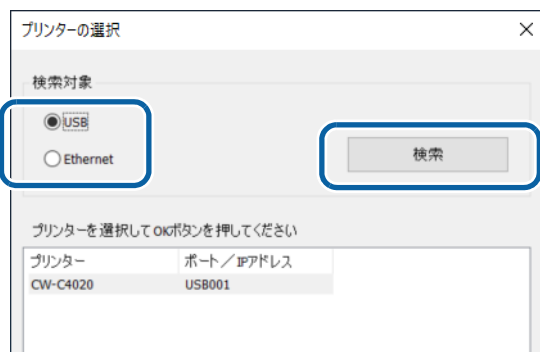 プリンターの選択
検索対象
USB
Ethernet
検索
プリンターを選択してOKボタンを押してください
プリンター ポート／IPアドレス
CW-C4020 USB001